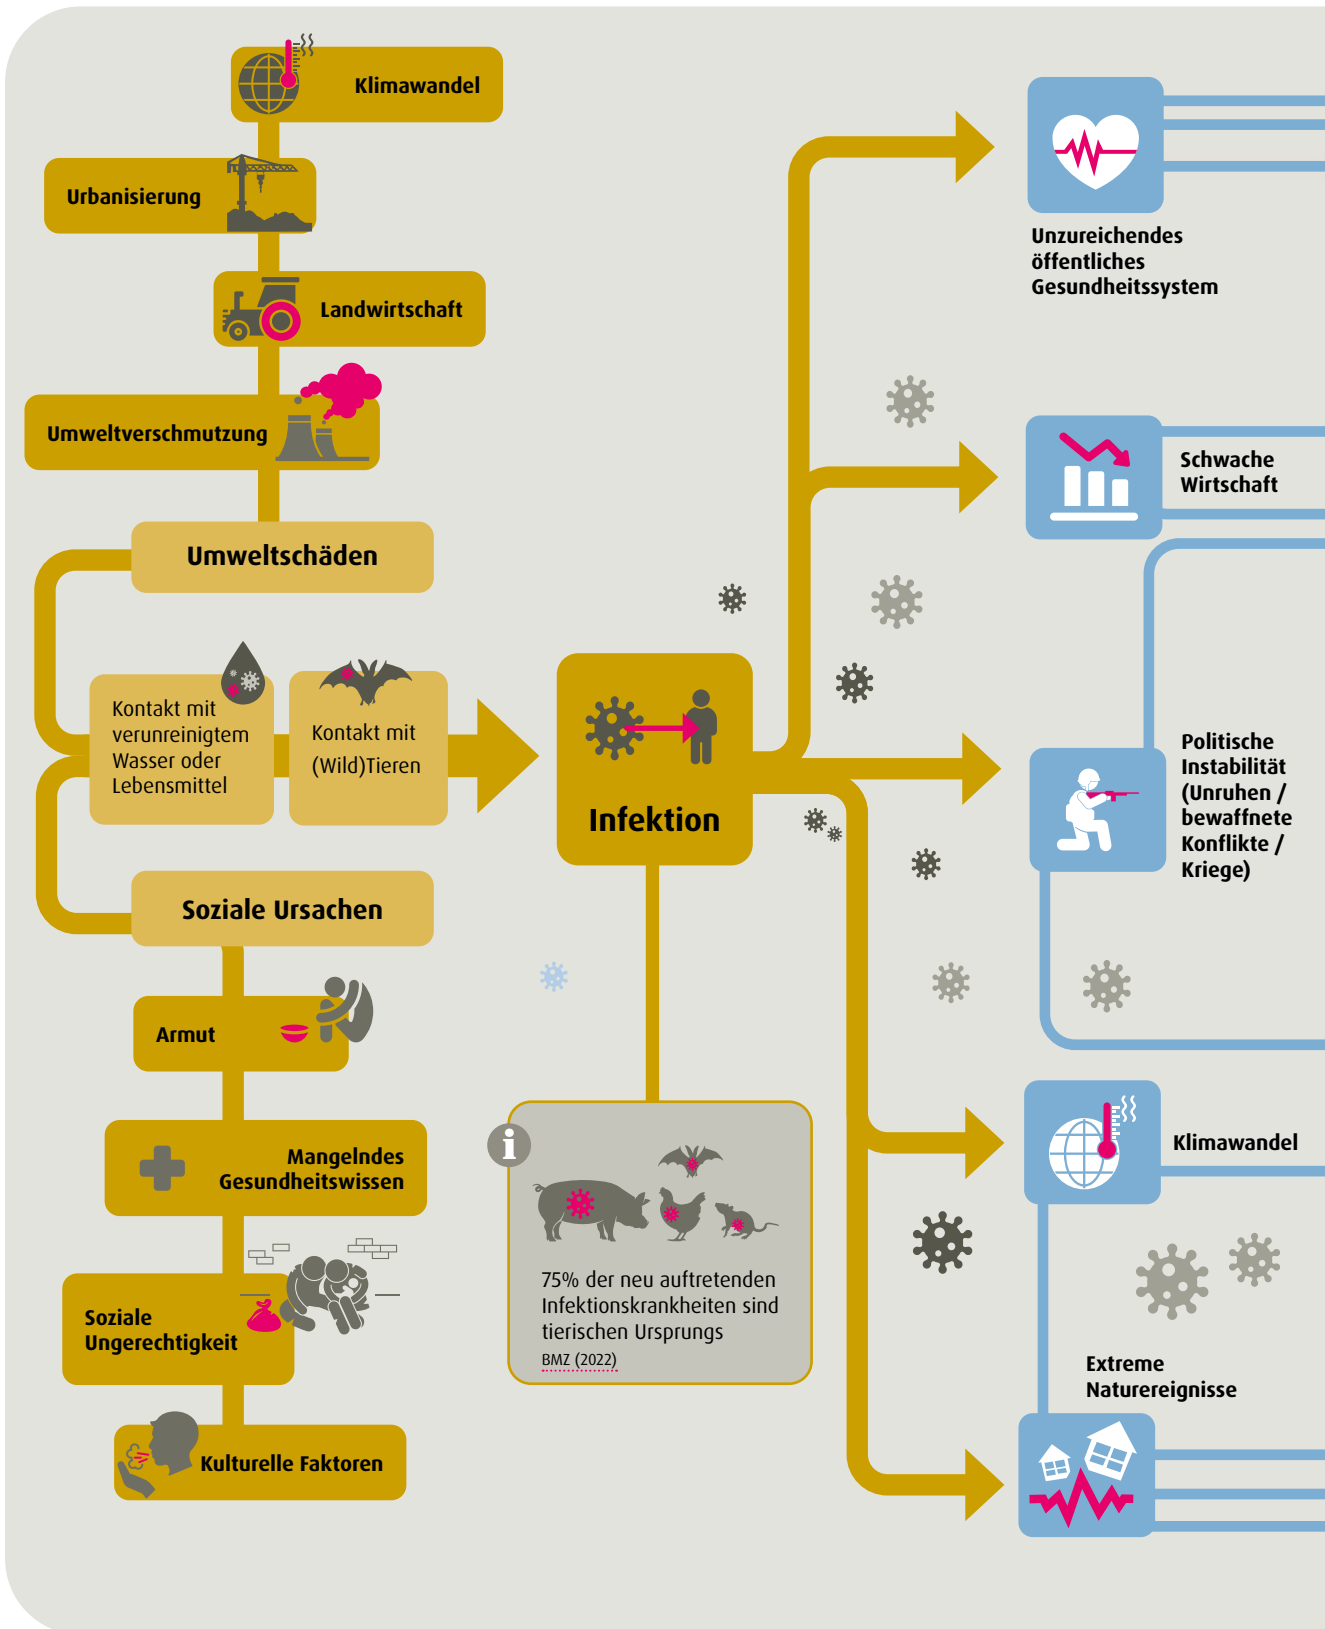 Klimawandel
Urbanisierung
Landwirtschaft
Umweltverschmutzung
Umweltschäden
Kontakt mit
verunreinigtem
Wasser oder
Lebensmittel
Kontakt mit
(Wild)Tieren
Soziale Ursachen
Armut
Mangelndes
Gesundheitswissen
Soziale
Ungerechtigkeit
Kulturelle Faktoren
Infektion
i
75% der neu auftretenden
Infektionskrankheiten sind
tierischen Ursprungs
BMZ (2022)
Unzureichendes
öffentliches
Gesundheitssystem
Schwache
Wirtschaft
Politische
Instabilität
(Unruhen /
bewaffnete
Konflikte /
Kriege)
Klimawandel
Extreme
Naturereignisse